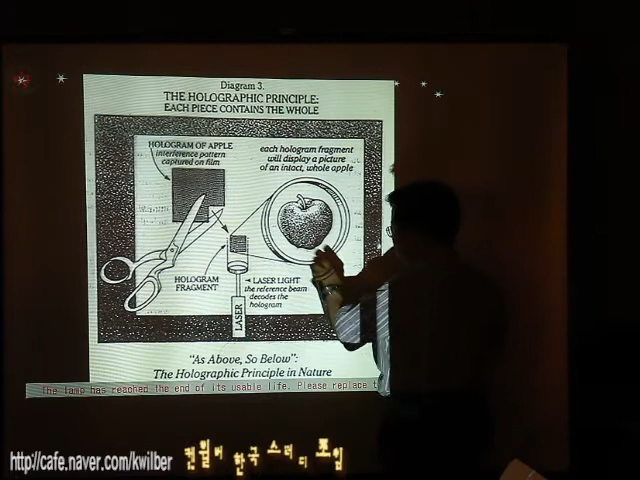 Diagram 3.
THE HOLOGRAPHIC PRINCIPLE:
EACH PIECE CONTAINS THE WHOLE
HOLOGRAM OF APPLE
interference pattern
captured on film
each hologram fragment
will display a picture
of an intact, whole apple
HOLOGRAM
FRAGMENT
LASER LIGHT
the reference beam
decodes the
hologram
LASER
"As Above, So Below":
The Holographic Principle in Nature
The lamp has reached the end of its usable life. Please replace t
http://cafe.naver.com/kwilber
켄윌버 한국 스터디 모임